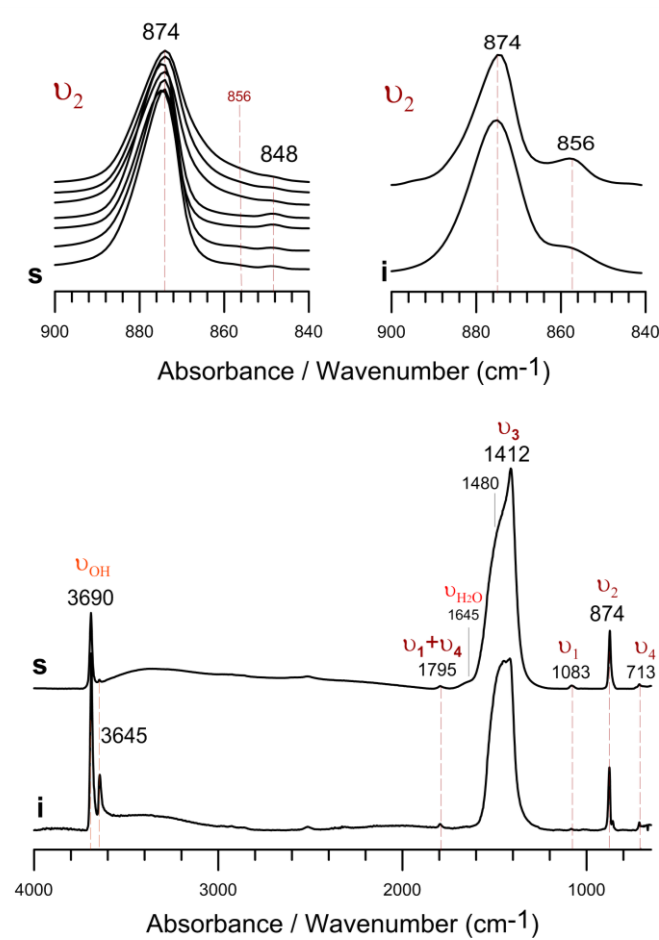 874
υ2
856
848
s
900 880 860 840
Absorbance / Wavenumber (cm-1)
874
υ2
856
i
900 880 860 840
υ3
1412
1480
υOH
3690
υH2O
1645
υ1+υ4
1795
υ1
1083
υ2
874
υ4
713
s
3645
i
4000 3000 2000 1000
Absorbance / Wavenumber (cm-1)